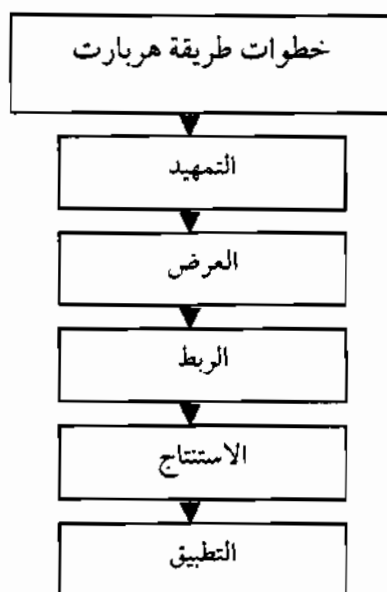 خطوات طريقة هربارت
التمهيد
العرض
الربط
الاستنتاج
التطبيق